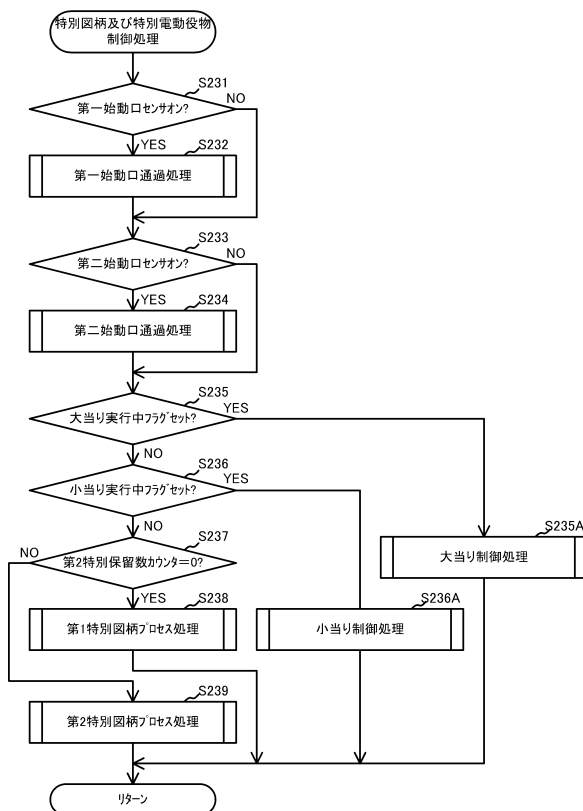 特別図柄及び特別電動役物
制御処理
S231
第一始動口センサオン?
NO
YES
S232
第一始動口通過処理
S233
第二始動口センサオン?
NO
YES
S234
第二始動口通過処理
S235
大当り実行中フラグセット?
YES
NO
S236
小当り実行中フラグセット?
YES
NO
S237
NO
第2特別保留数カウンタ=0?
YES
S235A
大当り制御処理
S238
第1特別図柄プロセス処理
S236A
小当り制御処理
S239
第2特別図柄プロセス処理
リターン